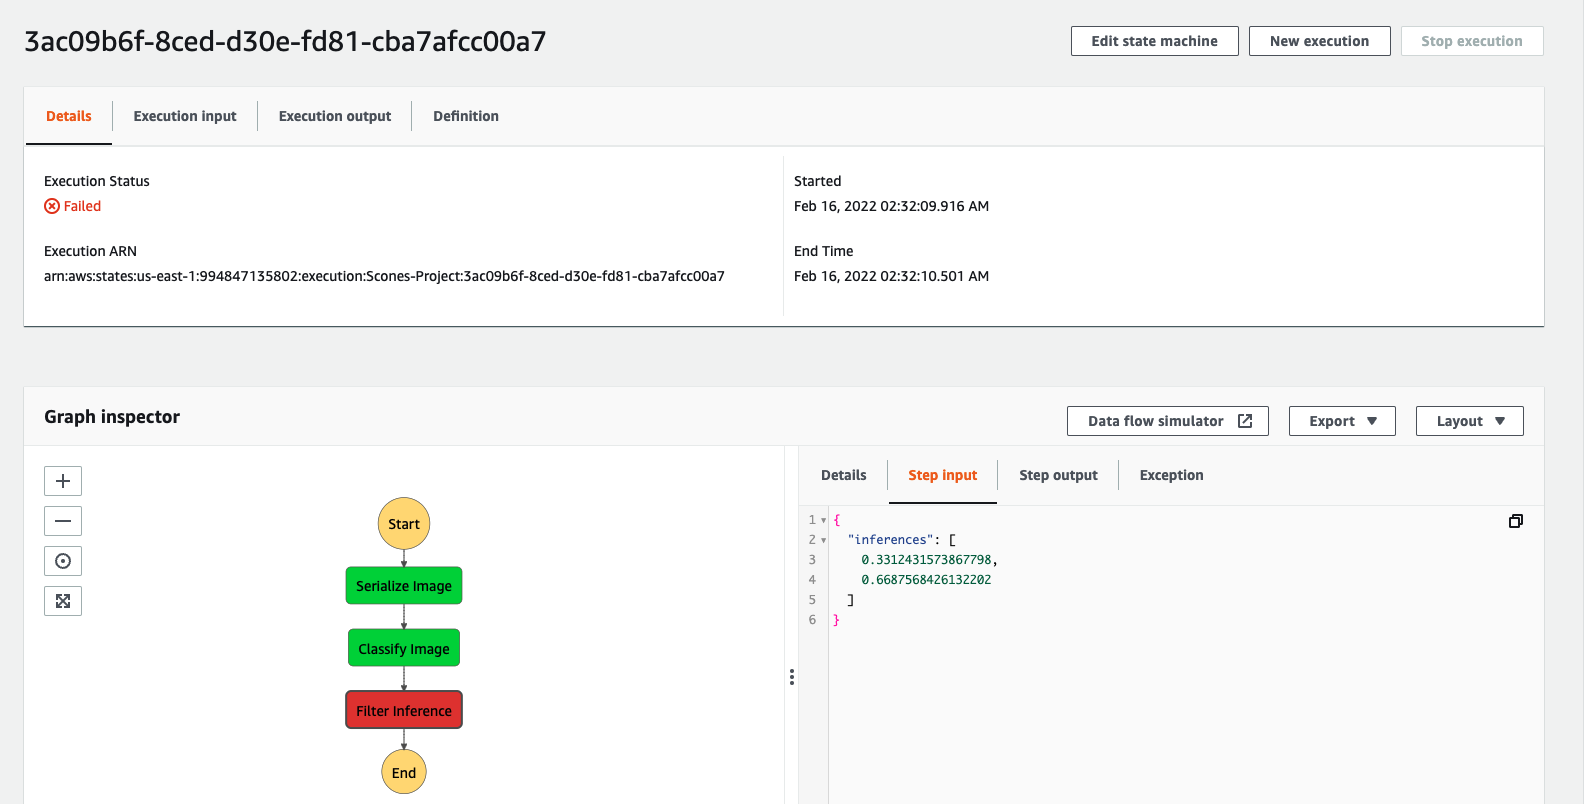 3ac09b6f-8ced-d30e-fd81-cba7afcc00a7
Edit state machine
New execution
Stop execution
Details
Execution input
Execution output
Definition
Execution Status
Failed
Execution ARN
arn:aws:states:us-east-1:994847135802:execution:Scones-Project:3ac09b6f-8ced-d30e-fd81-cba7afcc00a7
Started
Feb 16, 2022 02:32:09.916 AM
End Time
Feb 16, 2022 02:32:10.501 AM
Graph inspector
Data flow simulator
Export
Layout
Start
Serialize Image
Classify Image
Filter Inference
End
Details
Step input
Step output
Exception
1 {
2 "inferences": [
3 0.3312431573867798,
4 0.6687568426132202
5 ]
6 }